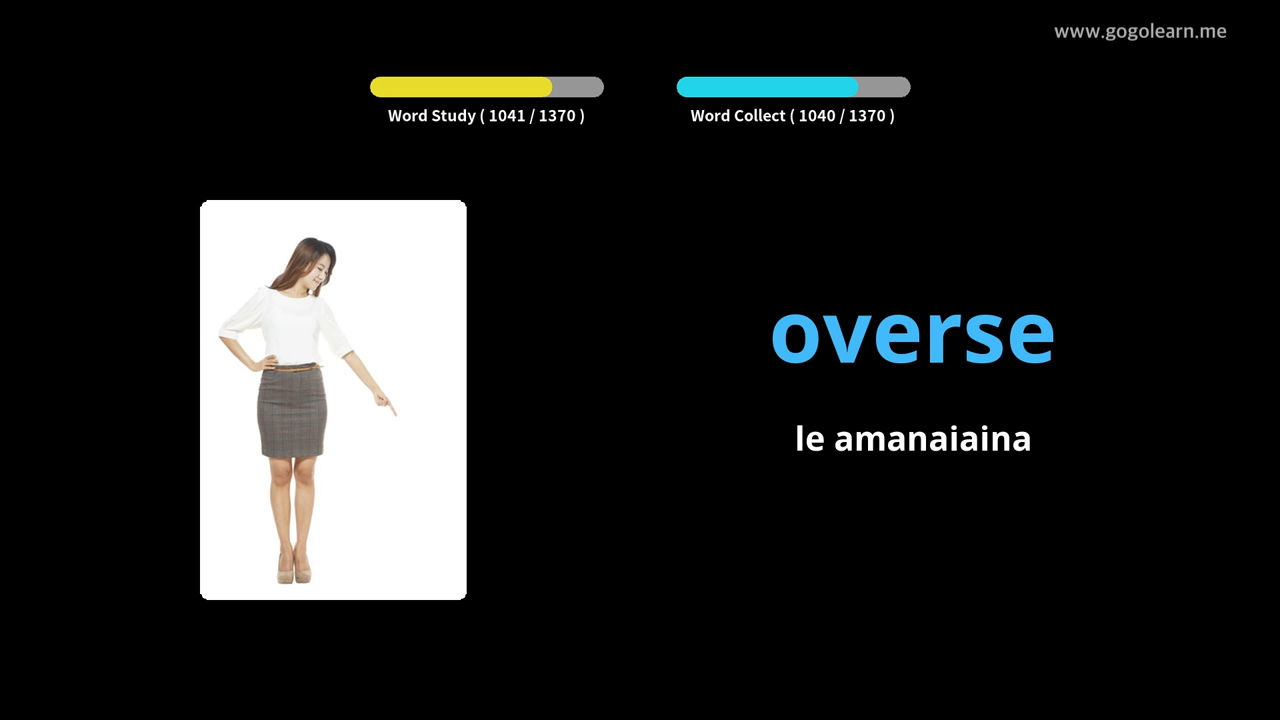 www.gogolearn.me
Word Study ( 1041 / 1370 )
Word Collect ( 1040 / 1370 )
overse
le amanaiaina